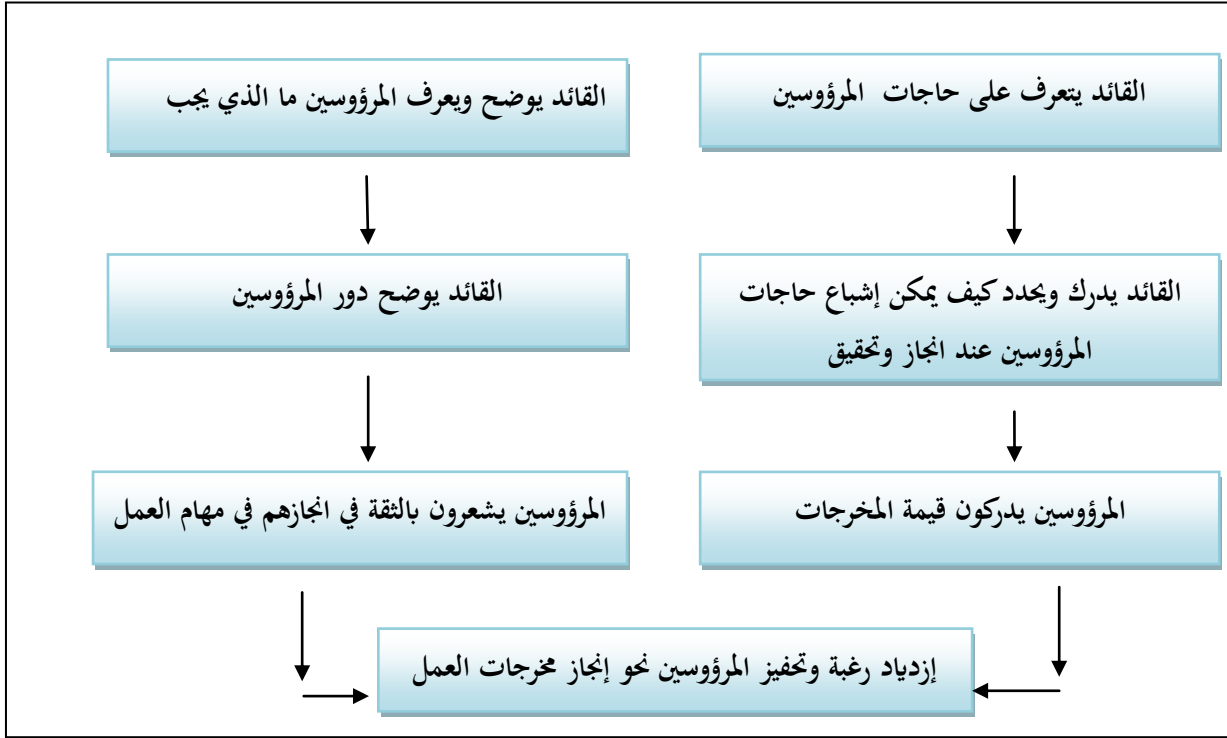 القائد يتعرف على حاجات المرؤوسين
القائد يوضح ويعرف المرؤوسين ما الذي يجب
القائد يدرك ويحدد كيف يمكن إشباع حاجات
المرؤوسين عند انجاز وتحقيق
القائد يوضح دور المرؤوسين
المرؤوسين يدركون قيمة المخرجات
المرؤوسين يشعرون بالثقة في انجازهم في مهام العمل
إزدياد رغبة وتحفيز المرؤوسين نحو إنجاز مخرجات العمل